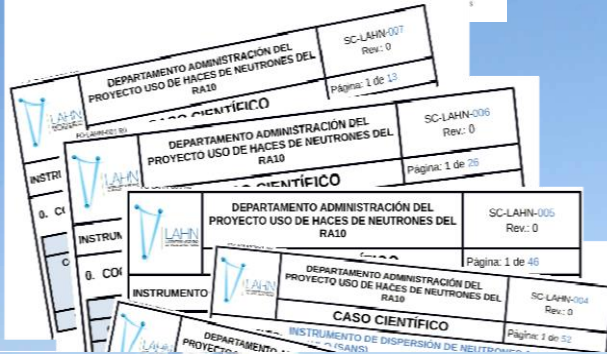 DEPARTAMENTO ADMINISTRACIÓN DEL
PROYECTO USO DE HACES DE NEUTRONES DEL
RA10
SC-LAHN-007
Rev.: 0
Página: 1 de 13
LAHN
CASO CIENTÍFICO
INSTR
0. C
DEPARTAMENTO ADMINISTRACIÓN DEL
PROYECTO USO DE HACES DE NEUTRONES DEL
RA10
SC-LAHN-006
Rev.: 0
Página: 1 de 26
LAHN
CASO CIENTÍFICO
INSTRUM
0. CO
DEPARTAMENTO ADMINISTRACIÓN DEL
PROYECTO USO DE HACES DE NEUTRONES DEL
RA10
SC-LAHN-005
Rev.: 0
Página: 1 de 46
LAHN
INSTRUMENTO
DEPARTAMENTO ADMINISTRACIÓN DEL
PROYECTO USO DE HACES DE NEUTRONES DEL
RA10
SC-LAHN-004
Rev.: 0
Página: 1 de 52
LAHN
CASO CIENTÍFICO
INSTRUMENTO DE DISPERSIÓN DE NEUTRONES
(SANS)
DEPARTAMENTO
PROYECTO